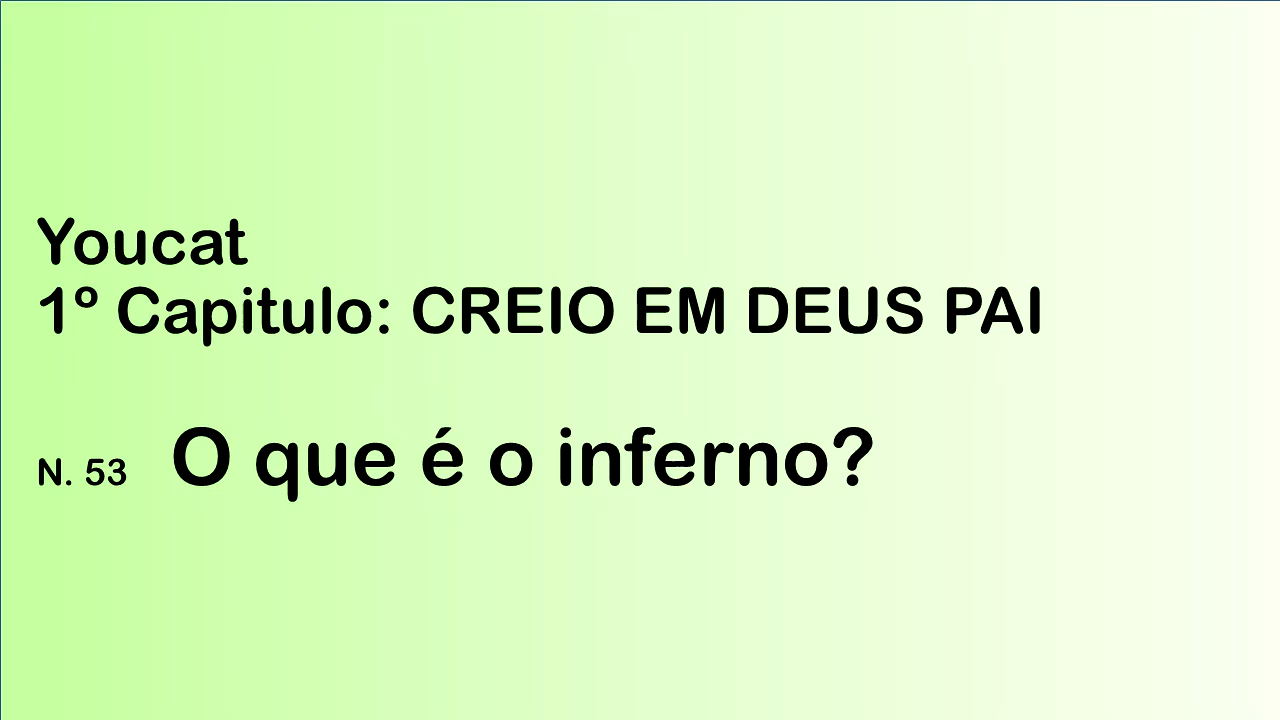 Youcat
1º Capitulo: CREIO EM DEUS PAI
N. 53 O que é o inferno?